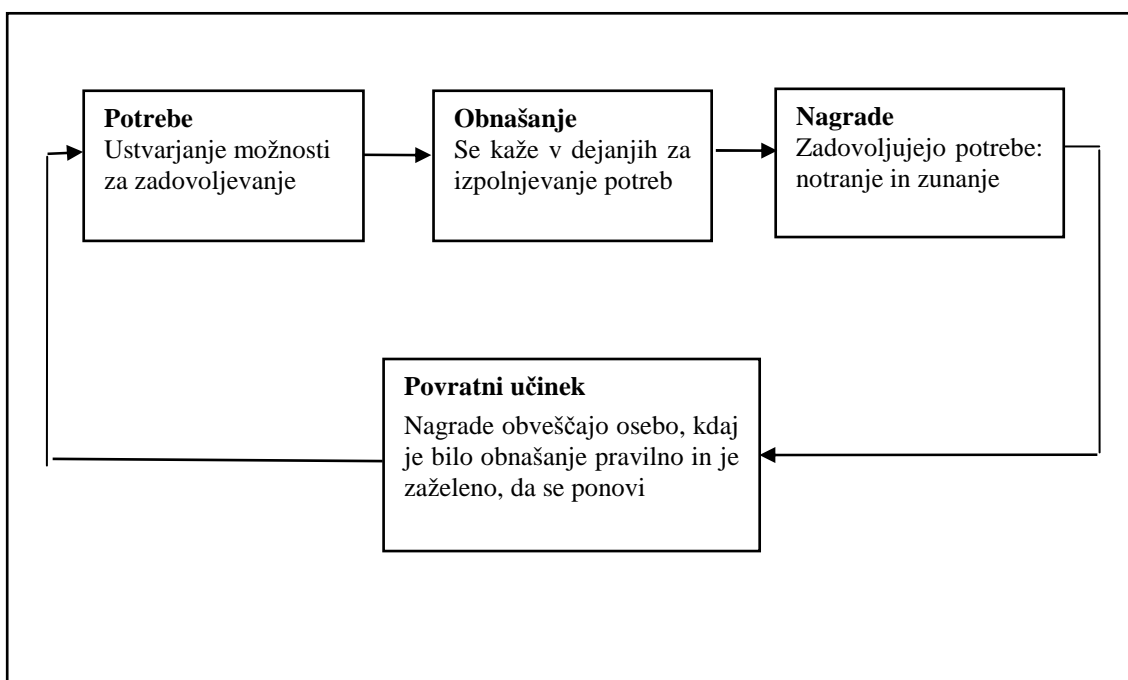 Potrebe
Ustvarjanje možnosti
za zadovoljevanje
Obnašanje
Se kaže v dejanjih za
izpolnjevanje potreb
Nagrade
Zadovoljujejo potrebe:
notranje in zunanje
Povratni učinek
Nagrade obveščajo osebo, kdaj
je bilo obnašanje pravilno in je
zaželeno, da se ponovi